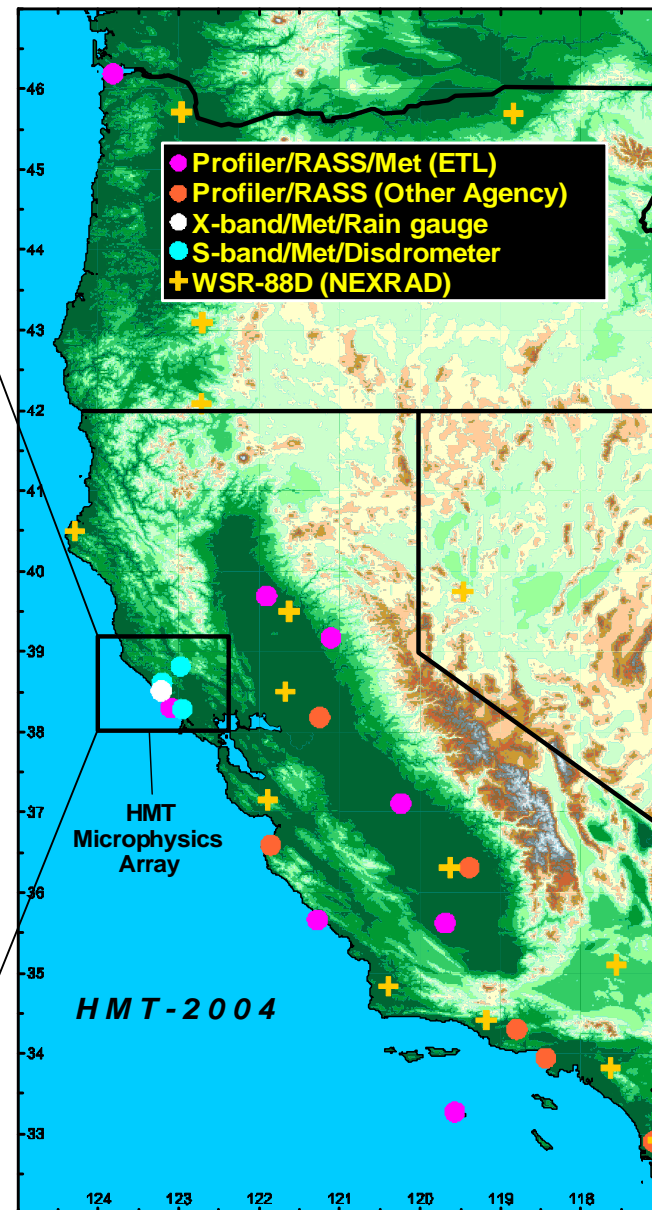 46
45
44
43
42
41
40
39
38
37
36
35
34
33
Profiler/RASS/Met (ETL)
Profiler/RASS (Other Agency)
X-band/Met/Rain gauge
S-band/Met/Disdrometer
WSR-88D (NEXRAD)
HMT
Microphysics
Array
HMT-2004
124 123 122 121 120 119 118